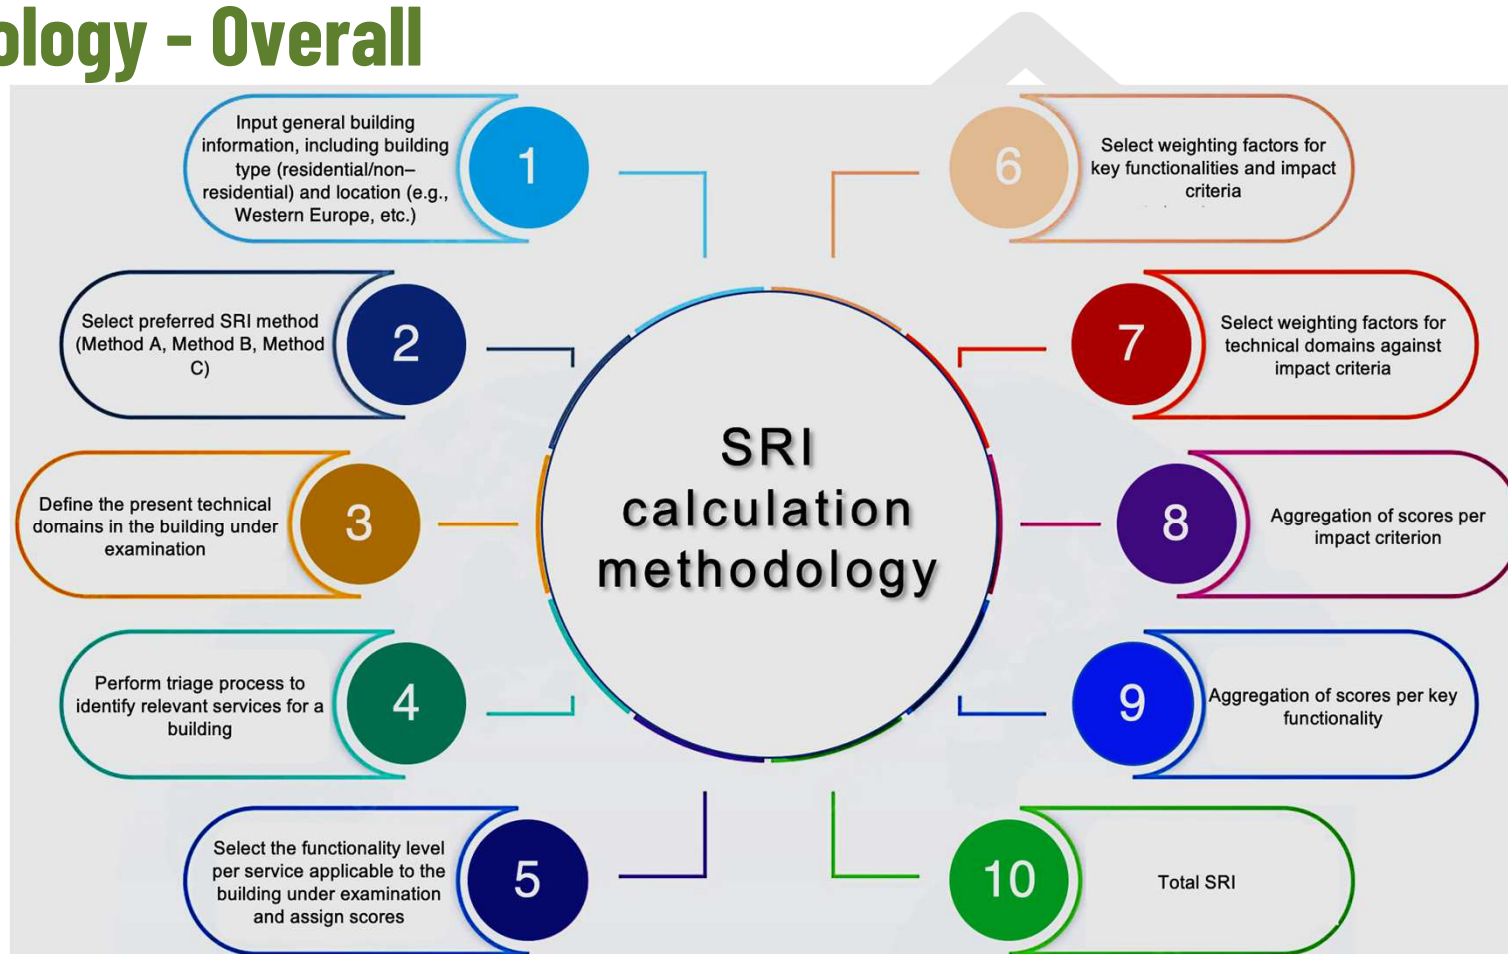 ology - Overall
Input general building
information, including building
type (residential/non–
residential) and location (e.g.,
Western Europe, etc.)
1
Select preferred SRI method
(Method A, Method B, Method
C)
2
Define the present technical
domains in the building under
examination
3
Perform triage process to
identify relevant services for a
building
4
Select the functionality level
per service applicable to the
building under examination
and assign scores
5
SRI
calculation
methodology
6
Select weighting factors for
key functionalities and impact
criteria
7
Select weighting factors for
technical domains against
impact criteria
8
Aggregation of scores per
impact criterion
9
Aggregation of scores per key
functionality
10
Total SRI